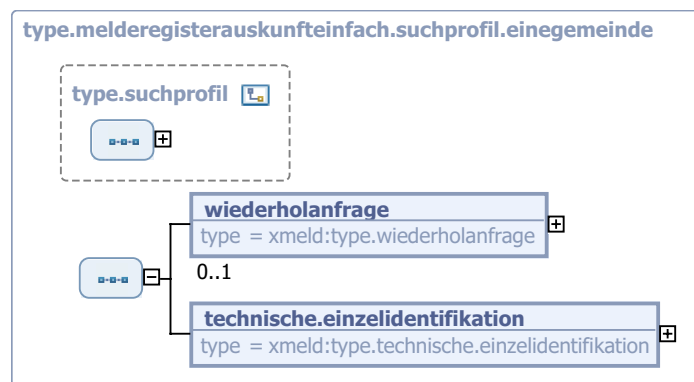 type.melderegisterauskunfteinfach.suchprofil.einegemeinde
type.suchprofil
wiederholanfrage
type = xmeld:type.wiederholanfrage
0..1
technische.einzelidentifikation
type = xmeld:type.technische.einzelidentifikation